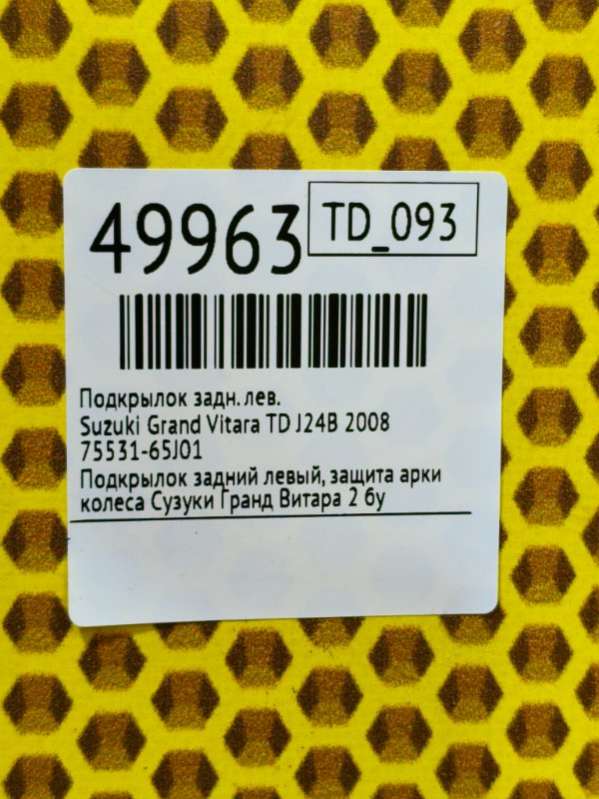 49963 TD_093
Подкрылок задн. лев.
Suzuki Grand Vitara TD J24B 2008
75531-65J01
Подкрылок задний левый, защита арки
колеса Сузуки Гранд Витара 2 бу